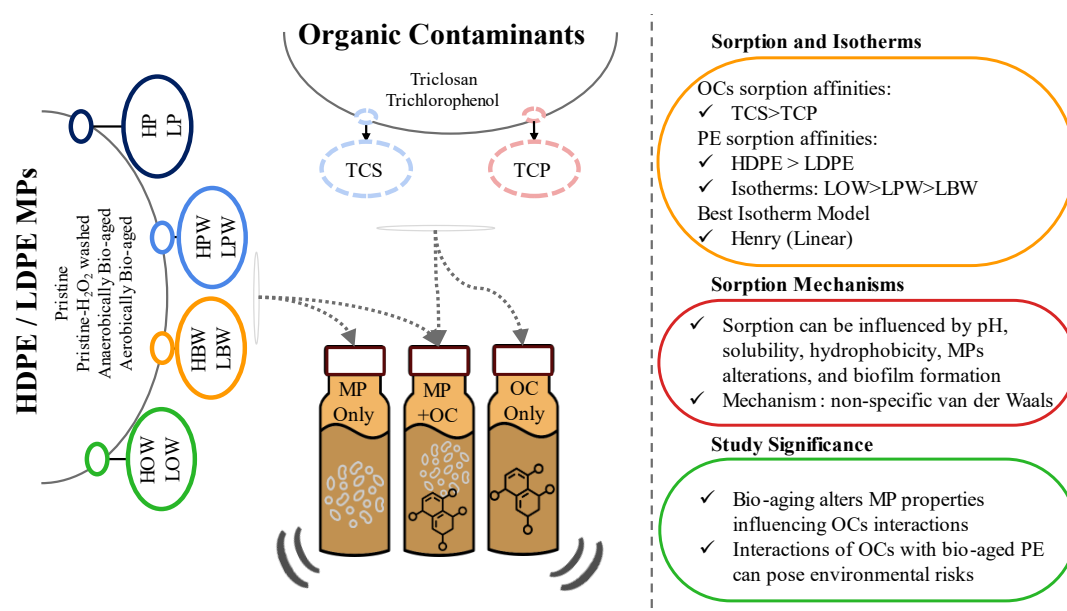 Organic Contaminants
Triclosan
Trichlorophenol
TCS
TCP
HDPE / LDPE MPs
Pristine
Pristine-H₂O₂ washed
Anaerobically Bio-aged
Aerobically Bio-aged
HP
LP
HPW
LPW
HBW
LBW
HOW
LOW
MP
Only
MP
+OC
OC
Only
Sorption and Isotherms
OCs sorption affinities:
✓ TCS>TCP
PE sorption affinities:
✓ HDPE > LDPE
✓ Isotherms: LOW>LPW>LBW
Best Isotherm Model
✓ Henry (Linear)
Sorption Mechanisms
✓ Sorption can be influenced by pH,
solubility, hydrophobicity, MPs
alterations, and biofilm formation
✓ Mechanism : non-specific van der Waals
Study Significance
✓ Bio-aging alters MP properties
influencing OCs interactions
✓ Interactions of OCs with bio-aged PE
can pose environmental risks